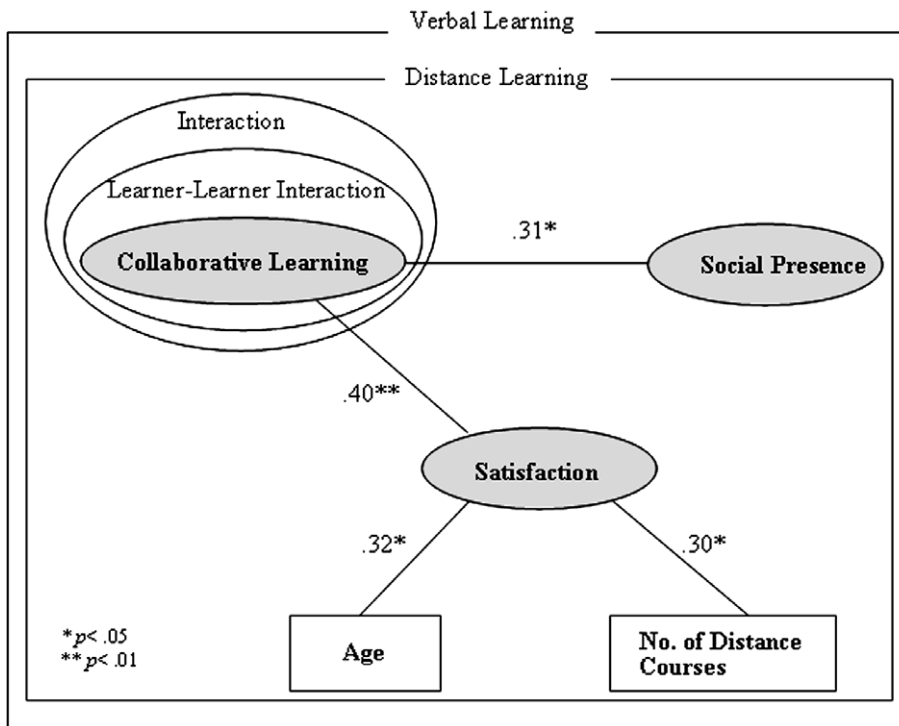 Verbal Learning
Distance Learning
Interaction
Learner-Learner Interaction
Collaborative Learning
.31*
Social Presence
.40**
Satisfaction
.32*
.30*
Age
No. of Distance
Courses
*p< .05
**p< .01